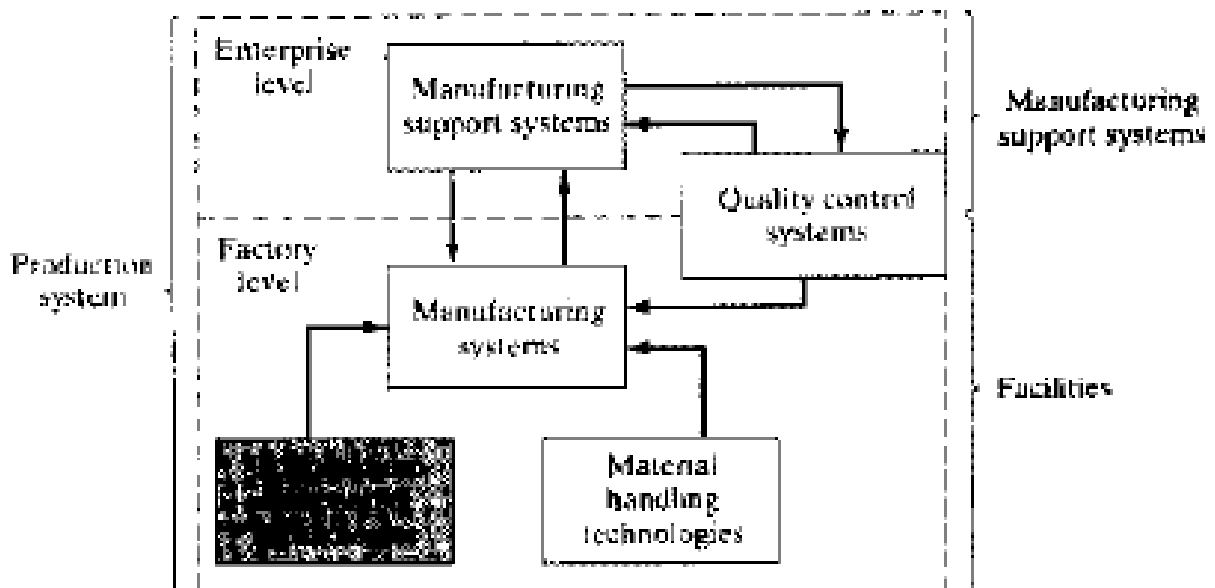 Enterprise
level
Manufacturing
support systems
Manufacturing
support systems
Quality control
systems
Factory
level
Production
system
Manufacturing
systems
Facilities
Material
handling
technologies